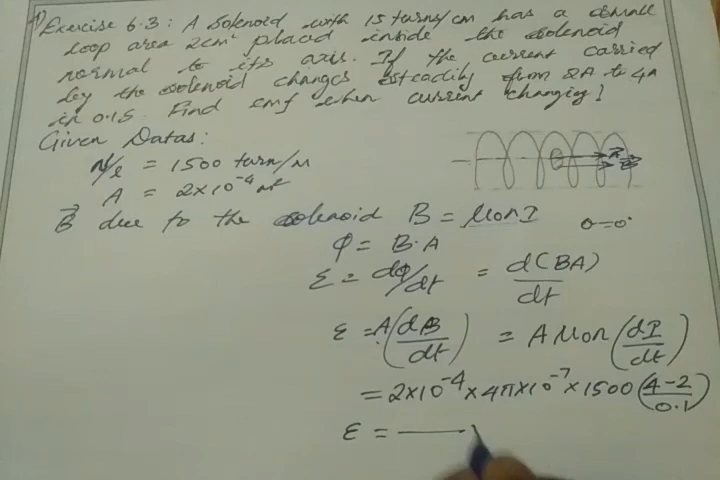 Exercise 6.3: A Solenoid with 15 turns/cm has a small
loop area 2cm² placed inside the solenoid
normal to its axis. If the current carried
by the solenoid changes steadily from 2A to 4A
in 0.1S. Find emf when current changing?
Given Datas:
N/l = 1500 turn/M
A = 2×10⁻⁴ m²
B⃗ due to the solenoid B = μ₀nI θ=0°
φ = B·A
ε = dφ/dt = d(BA)/dt
ε = A(dB/dt) = A μ₀n (dI/dt)
= 2×10⁻⁴ × 4π×10⁻⁷ × 1500 (4-2/0.1)
ε =